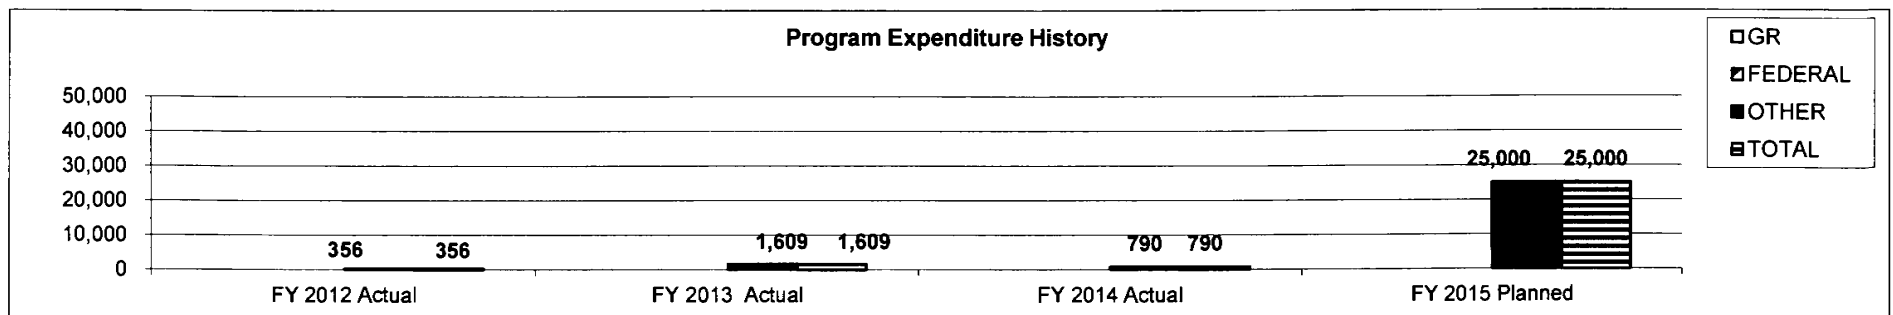 Program Expenditure History
GR
FEDERAL
OTHER
TOTAL
50,000
40,000
30,000
20,000
10,000
0
356 356
1,609 1,609
790 790
25,000 25,000
FY 2012 Actual
FY 2013 Actual
FY 2014 Actual
FY 2015 Planned